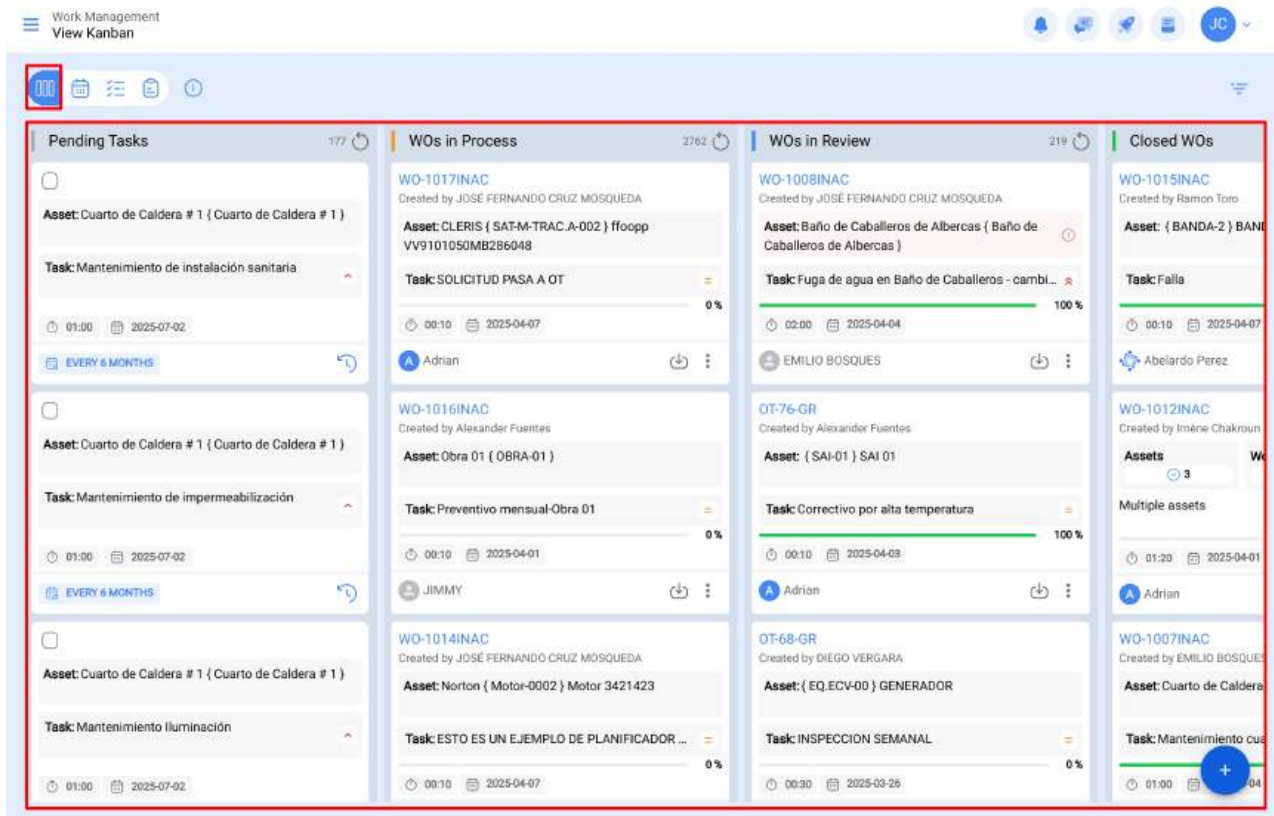 Work Management
View Kanban
JC
Pending Tasks 177
Asset: Cuarto de Caldera # 1 { Cuarto de Caldera # 1 }
Task: Mantenimiento de instalación sanitaria
01:00 2025-07-02
EVERY 6 MONTHS
Asset: Cuarto de Caldera # 1 { Cuarto de Caldera # 1 }
Task: Mantenimiento de impermeabilización
01:00 2025-07-02
EVERY 6 MONTHS
Asset: Cuarto de Caldera # 1 { Cuarto de Caldera # 1 }
Task: Mantenimiento Iluminación
01:00 2025-07-02
WOs in Process 2762
WO-1017INAC
Created by JOSÉ FERNANDO CRUZ MOSQUEDA
Asset: CLERIS { SAT-M-TRAC.A-002 } ffoopp
VV9101050MB286048
Task: SOLICITUD PASA A OT
0 %
00:10 2025-04-07
A Adrian
WO-1016INAC
Created by Alexander Fuentes
Asset: Obra 01 { OBRA-01 }
Task: Preventivo mensual-Obra 01
0 %
00:10 2025-04-01
JIMMY
WO-1014INAC
Created by JOSÉ FERNANDO CRUZ MOSQUEDA
Asset: Norton { Motor-0002 } Motor 3421423
Task: ESTO ES UN EJEMPLO DE PLANIFICADOR ...
0 %
00:10 2025-04-07
WOs in Review 219
WO-1008INAC
Created by JOSÉ FERNANDO CRUZ MOSQUEDA
Asset: Baño de Caballeros de Albercas { Baño de
Caballeros de Albercas }
Task: Fuga de agua en Baño de Caballeros - cambi...
100 %
02:00 2025-04-04
EMILIO BOSQUES
OT-76-GR
Created by Alexander Fuentes
Asset: { SAI-01 } SAI 01
Task: Correctivo por alta temperatura
100 %
00:10 2025-04-03
A Adrian
OT-68-GR
Created by DIEGO VERGARA
Asset: { EQ.ECV-00 } GENERADOR
Task: INSPECCION SEMANAL
0 %
00:30 2025-03-26
Closed WOs
WO-1015INAC
Created by Ramon Toro
Asset: { BANDA-2 } BAN
Task: Falla
00:10 2025-04-07
Abelardo Perez
WO-1012INAC
Created by Imène Chakroun
Assets
3
Multiple assets
01:20 2025-04-01
A Adrian
WO-1007INAC
Created by EMILIO BOSQUE
Asset: Cuarto de Caldera
Task: Mantenimiento cua
01:00 04
+